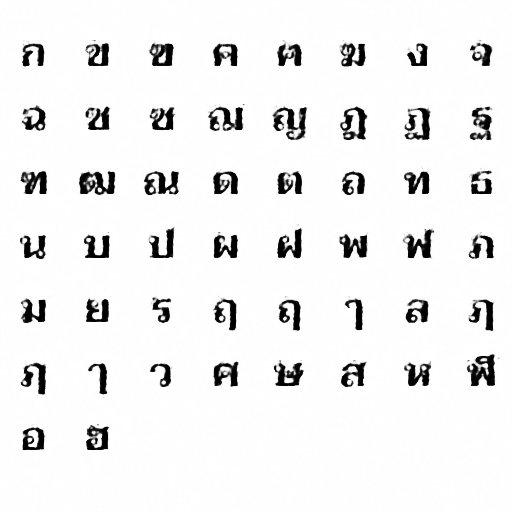 ก ข ฃ ค ฅ ฆ ง จ
ฉ ช ซ ฌ ญ ฎ ฏ ฐ
ฑ ฒ ณ ด ต ถ ท ธ
น บ ป ผ ฝ พ ฟ ภ
ม ย ร ฤ ฤ ๅ ล ฦ
ฦ ๅ ว ศ ษ ส ห ฬ
อ ฮ